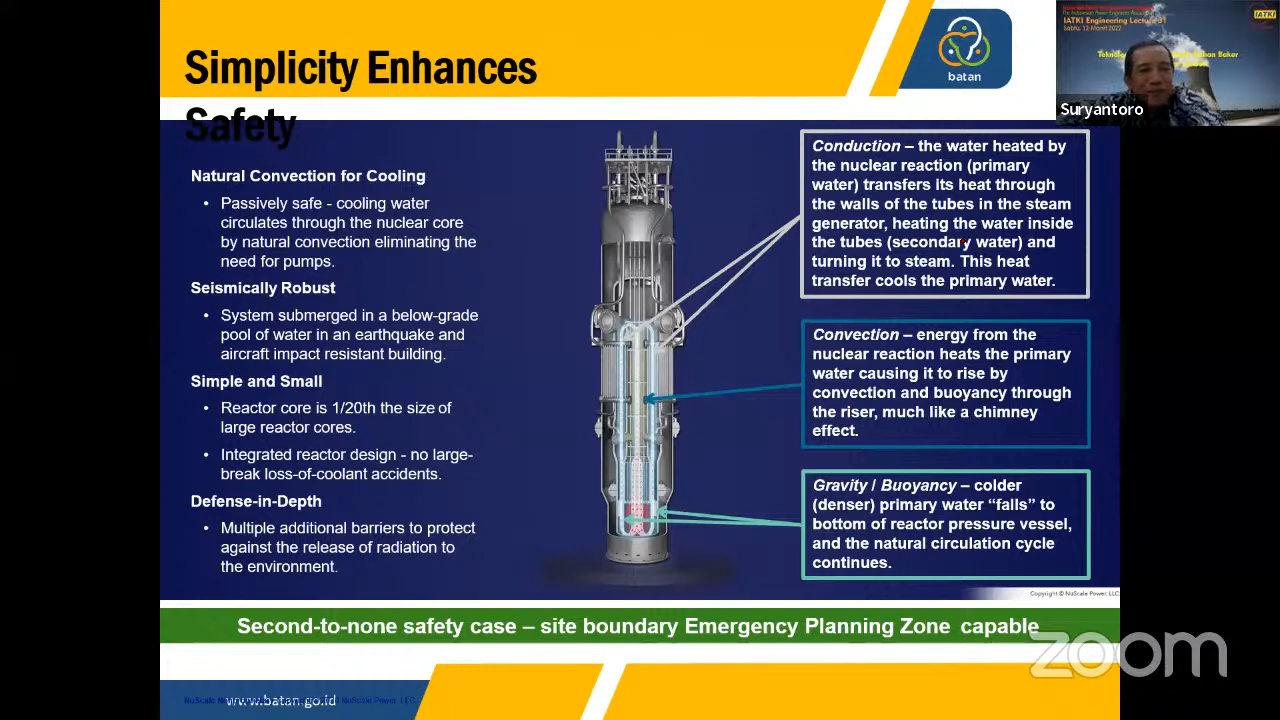 Simplicity Enhances
Safety
batan
IATKI Engineering Lecture 31
Sabtu, 12 Maret 2022
IATKI
Suryantoro
Natural Convection for Cooling
• Passively safe - cooling water
circulates through the nuclear core
by natural convection eliminating the
need for pumps.
Seismically Robust
• System submerged in a below-grade
pool of water in an earthquake and
aircraft impact resistant building.
Simple and Small
• Reactor core is 1/20th the size of
large reactor cores.
• Integrated reactor design - no large-
break loss-of-coolant accidents.
Defense-in-Depth
• Multiple additional barriers to protect
against the release of radiation to
the environment.
Conduction – the water heated by
the nuclear reaction (primary
water) transfers its heat through
the walls of the tubes in the steam
generator, heating the water inside
the tubes (secondary water) and
turning it to steam. This heat
transfer cools the primary water.
Convection – energy from the
nuclear reaction heats the primary
water causing it to rise by
convection and buoyancy through
the riser, much like a chimney
effect.
Gravity / Buoyancy – colder
(denser) primary water “falls” to
bottom of reactor pressure vessel,
and the natural circulation cycle
continues.
Copyright © NuScale Power, LLC.
Second-to-none safety case – site boundary Emergency Planning Zone capable
zoom
www.batan.go.id
NuScale Power, LLC